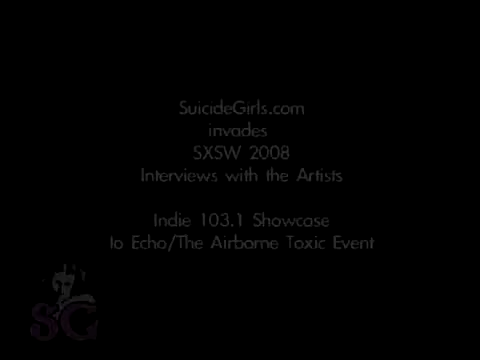 SuicideGirls.com
invades
SXSW 2008
Interviews with the Artists
Indie 103.1 Showcase
Io Echo/The Airborne Toxic Event
SG